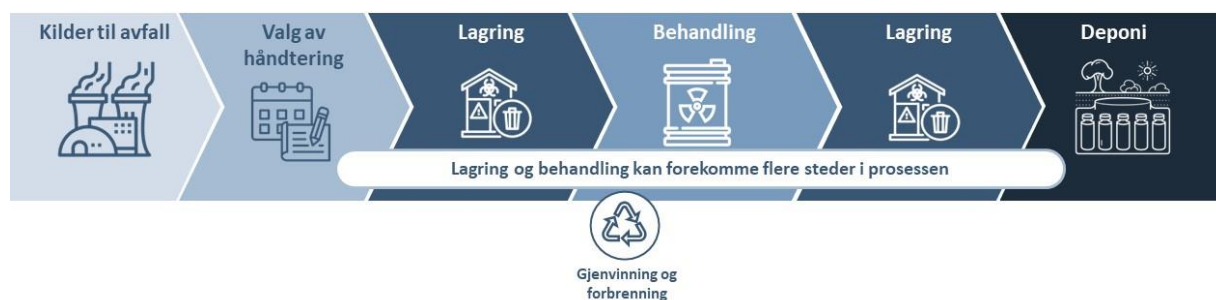 Kilder til avfall
Valg av
håndtering
Lagring
Behandling
Lagring
Deponi
Lagring og behandling kan forekomme flere steder i prosessen
Gjenvinning og
forbrenning